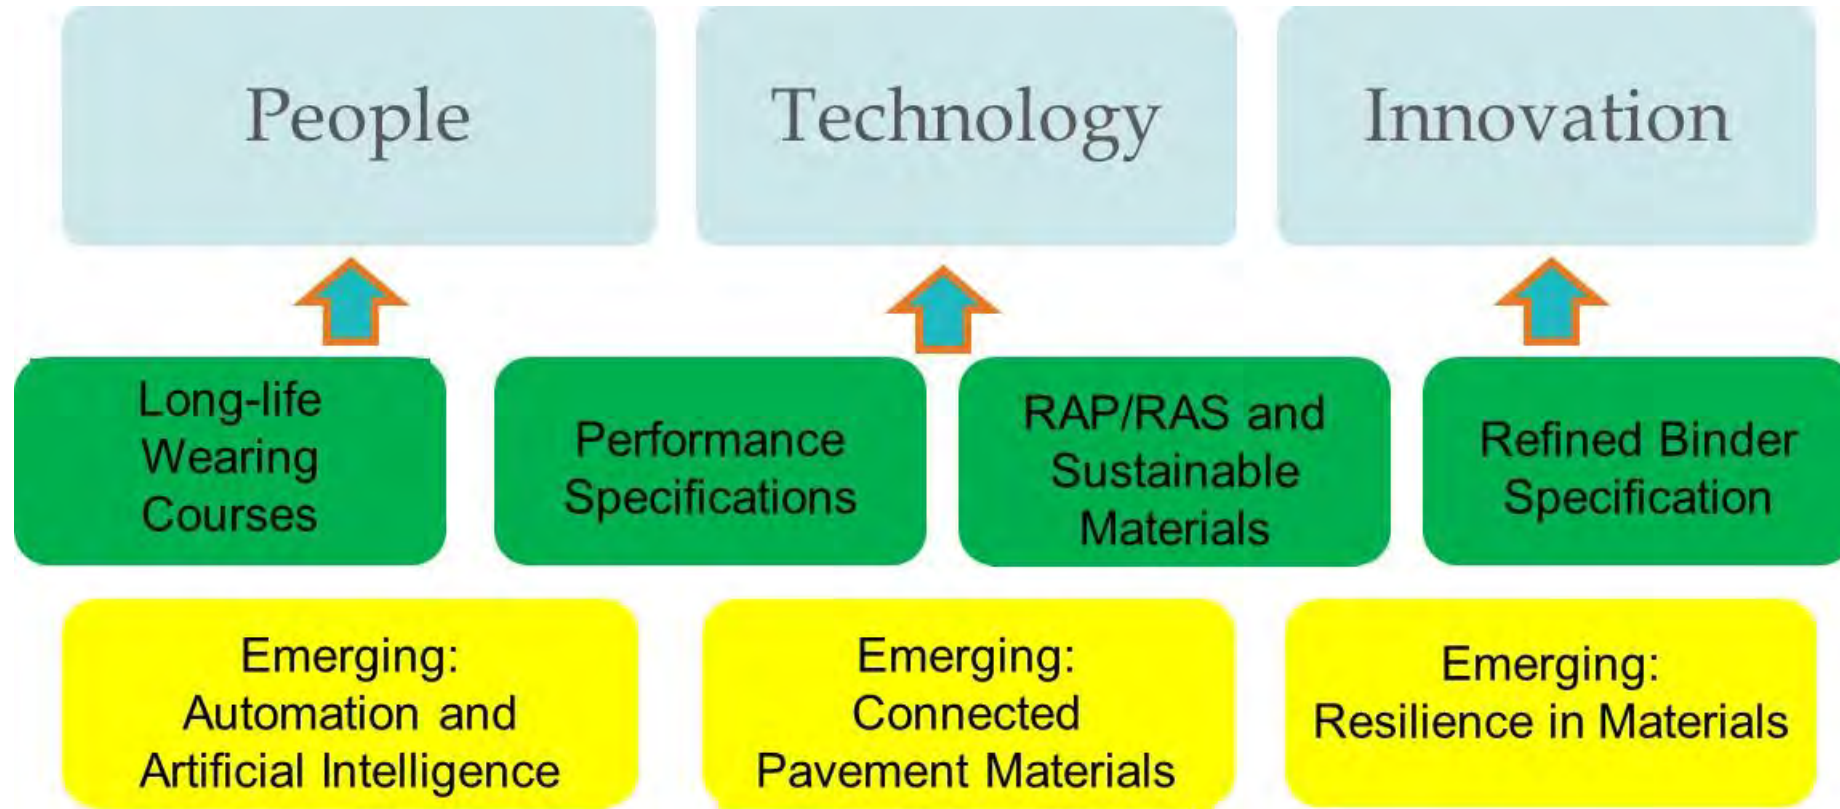 People
Technology
Innovation
Long-life
Wearing
Courses
Performance
Specifications
RAP/RAS and
Sustainable
Materials
Refined Binder
Specification
Emerging:
Automation and
Artificial Intelligence
Emerging:
Connected
Pavement Materials
Emerging:
Resilience in Materials